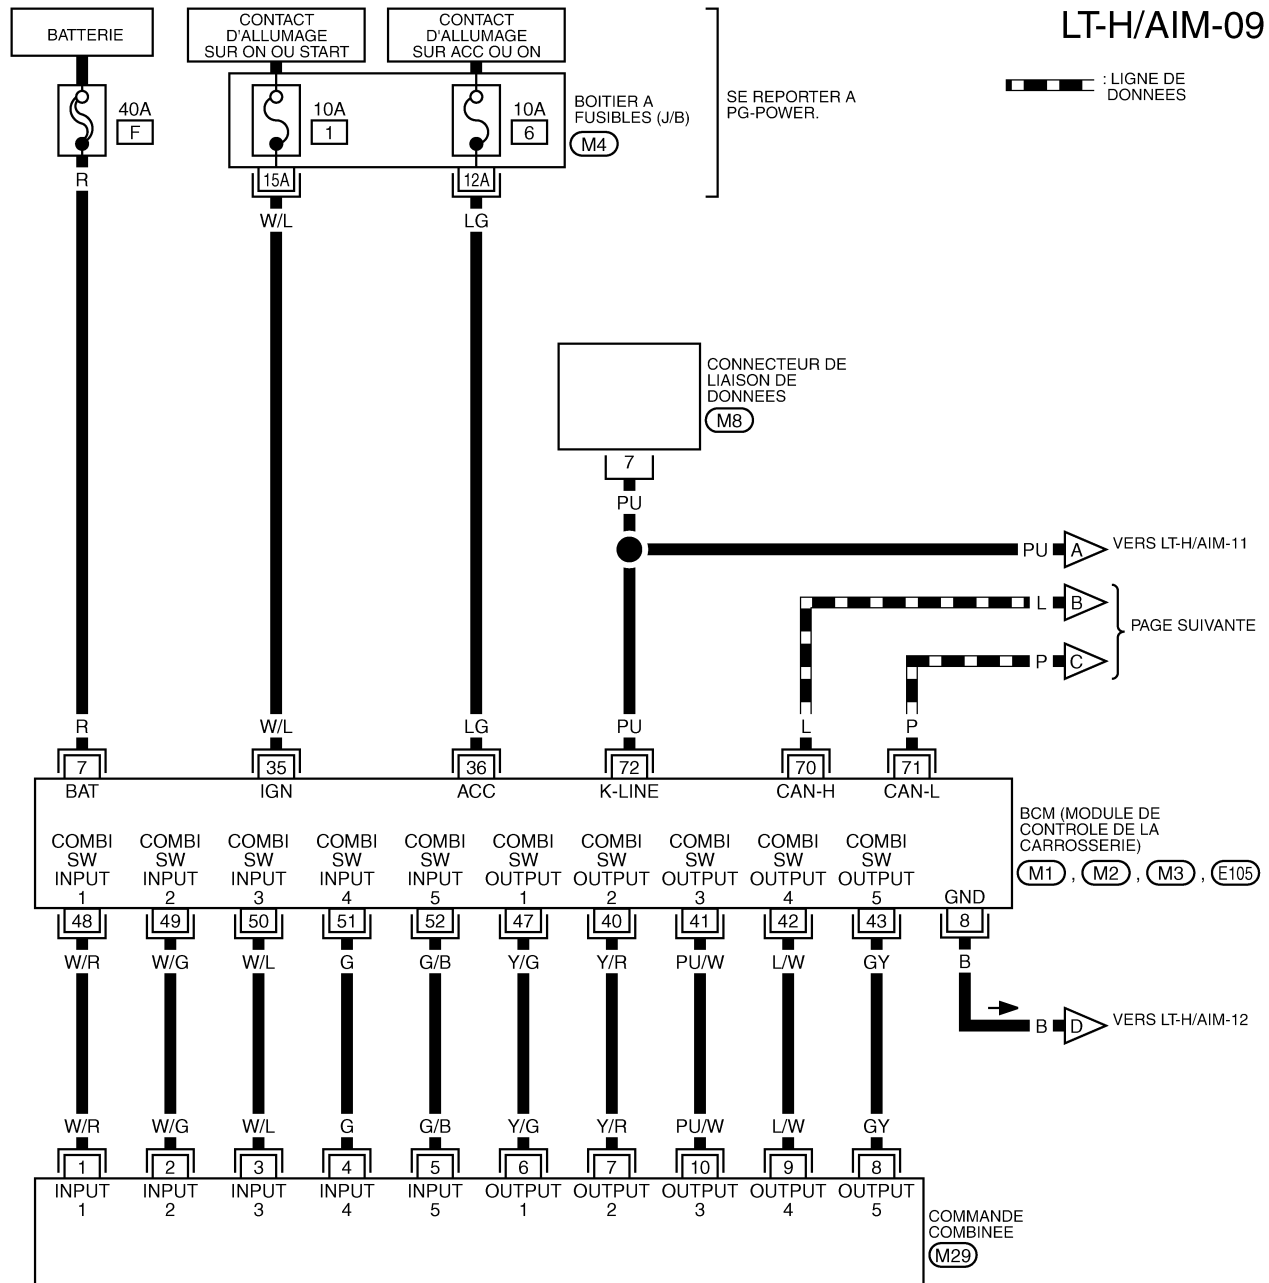 LT-H/AIM-09
BATTERIE
CONTACT
D'ALLUMAGE
SUR ON OU START
CONTACT
D'ALLUMAGE
SUR ACC OU ON
: LIGNE DE
DONNEES
40A
F
10A
1
10A
6
BOITIER A
FUSIBLES (J/B)
M4
SE REPORTER A
PG-POWER.
15A
12A
R
W/L
LG
CONNECTEUR DE
LIAISON DE
DONNEES
M8
7
PU
PU
A
VERS LT-H/AIM-11
L
B
P
C
PAGE SUIVANTE
R
W/L
LG
PU
L
P
7
35
36
72
70
71
BAT
IGN
ACC
K-LINE
CAN-H
CAN-L
BCM (MODULE DE
CONTROLE DE LA
CARROSSERIE)
M1 , M2 , M3 , E105
COMBI
SW
INPUT
1
COMBI
SW
INPUT
2
COMBI
SW
INPUT
3
COMBI
SW
INPUT
4
COMBI
SW
INPUT
5
COMBI
SW
OUTPUT
1
COMBI
SW
OUTPUT
2
COMBI
SW
OUTPUT
3
COMBI
SW
OUTPUT
4
COMBI
SW
OUTPUT
5
GND
48
49
50
51
52
47
40
41
42
43
8
W/R
W/G
W/L
G
G/B
Y/G
Y/R
PU/W
L/W
GY
B
B
D
VERS LT-H/AIM-12
W/R
W/G
W/L
G
G/B
Y/G
Y/R
PU/W
L/W
GY
1
2
3
4
5
6
7
10
9
8
INPUT
1
INPUT
2
INPUT
3
INPUT
4
INPUT
5
OUTPUT
1
OUTPUT
2
OUTPUT
3
OUTPUT
4
OUTPUT
5
COMMANDE
COMBINEE
M29